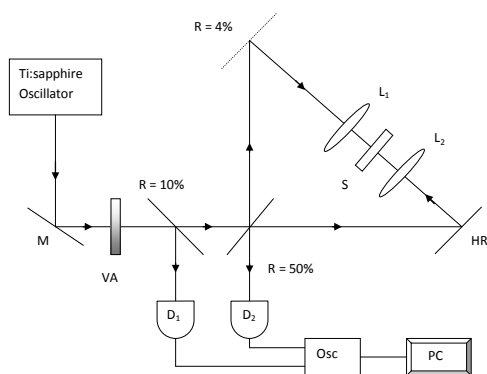 R = 4%
Ti:sapphire
Oscillator
L₁
L₂
S
R = 10%
M
VA
HR
R = 50%
D₁
D₂
Osc
PC